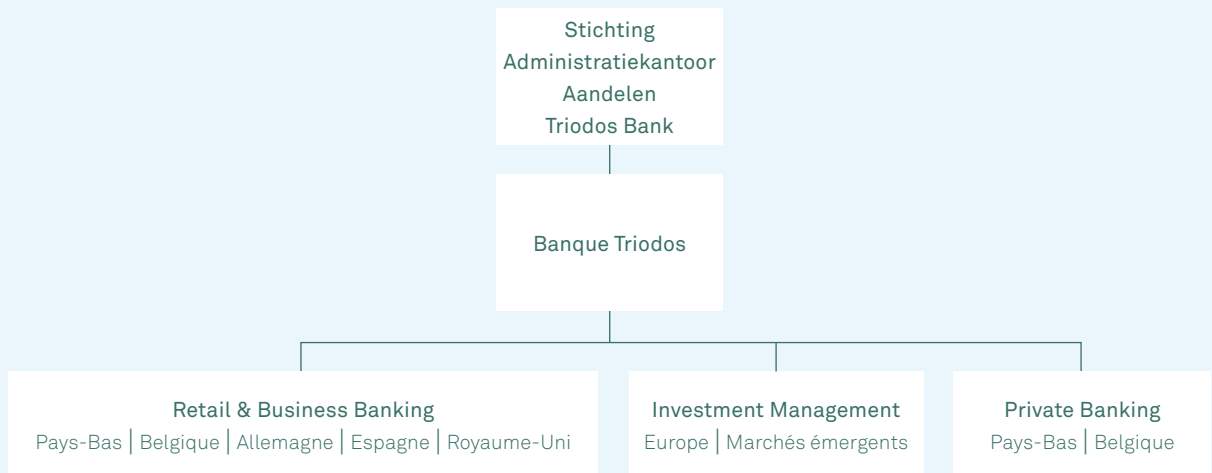 Stichting
Administratiekantoor
Aandelen
Triodos Bank
Banque Triodos
Retail & Business Banking
Pays-Bas | Belgique | Allemagne | Espagne | Royaume-Uni
Investment Management
Europe | Marchés émergents
Private Banking
Pays-Bas | Belgique